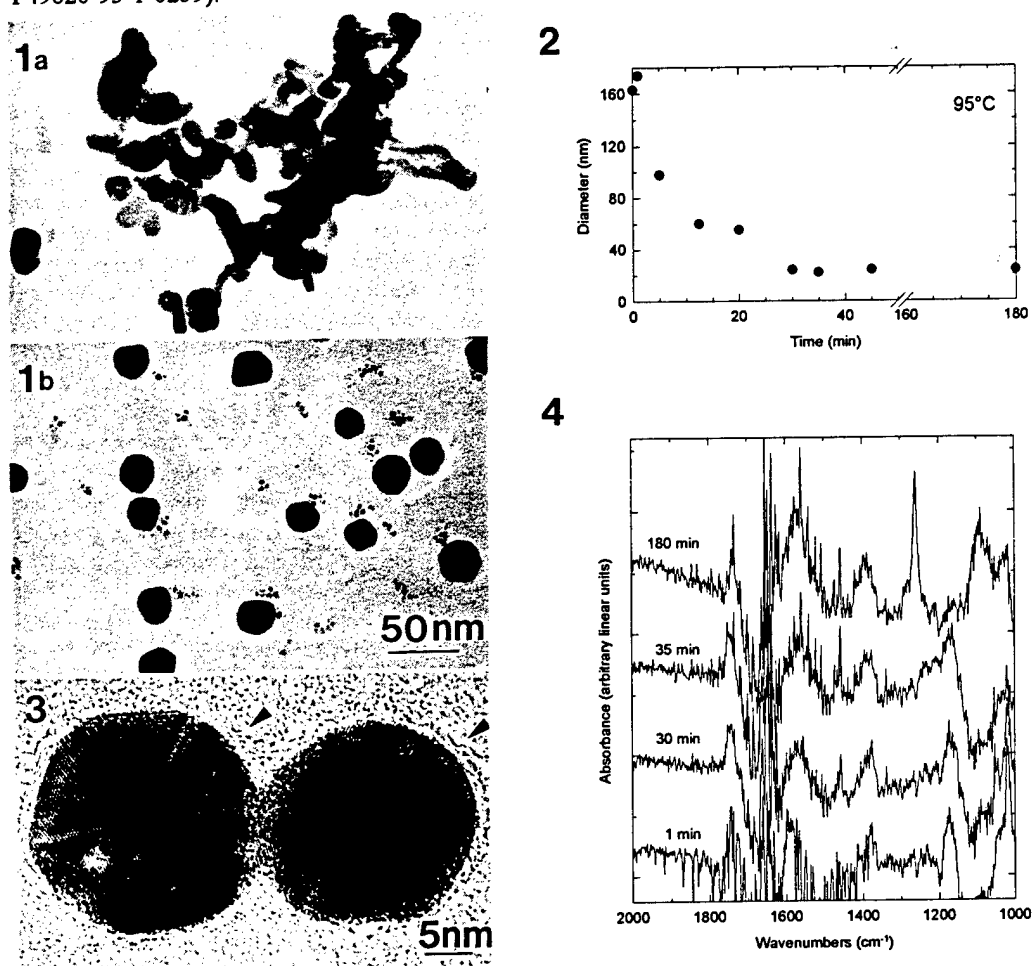 1a
1b
50nm
3
5nm
2
95°C
Diameter (nm)
160
120
80
40
0
0 20 40 160 180
Time (min)
4
Absorbance (arbitrary linear units)
180 min
35 min
30 min
1 min
2000 1800 1600 1400 1200 1000
Wavenumbers (cm⁻¹)